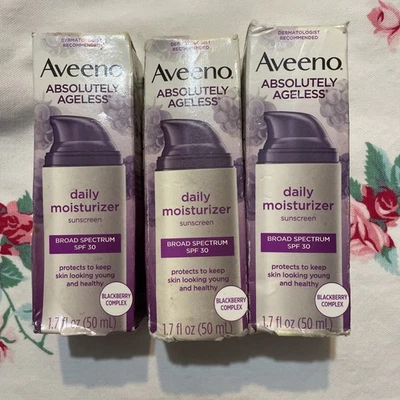 DERMATOLOGIST
RECOMMENDED
Aveeno
ABSOLUTELY
AGELESS
daily
moisturizer
sunscreen
BROAD SPECTRUM
SPF 30
protects to keep
skin looking young
and healthy
BLACKBERRY
COMPLEX
1.7 fl oz (50 mL)
DERMATOLOGIST
RECOMMENDED
Aveeno
ABSOLUTELY
AGELESS
daily
moisturizer
sunscreen
BROAD SPECTRUM
SPF 30
protects to keep
skin looking young
and healthy
BLACKBERRY
COMPLEX
1.7 fl oz (50 mL)
DERMATOLOGIST
RECOMMENDED
Aveeno
ABSOLUTELY
AGELESS
daily
moisturizer
sunscreen
BROAD SPECTRUM
SPF 30
protects to keep
skin looking young
and healthy
BLACKBERRY
COMPLEX
1.7 fl oz (50 mL)